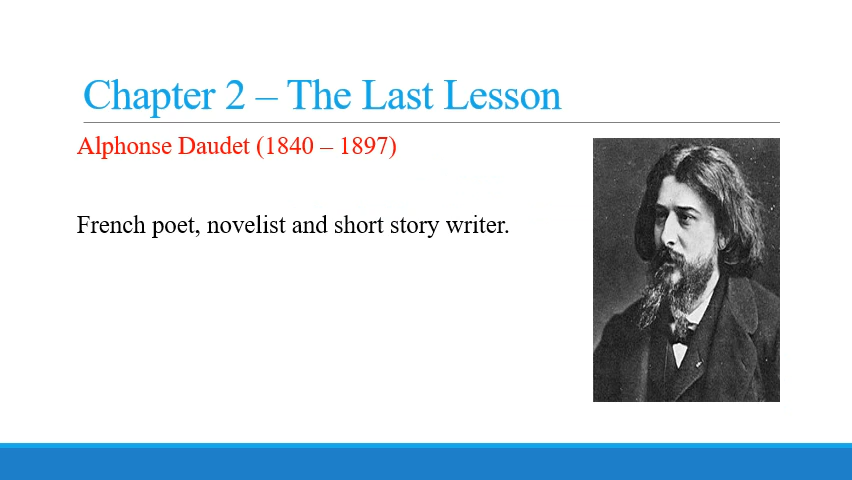 Chapter 2 – The Last Lesson
Alphonse Daudet (1840 – 1897)
French poet, novelist and short story writer.